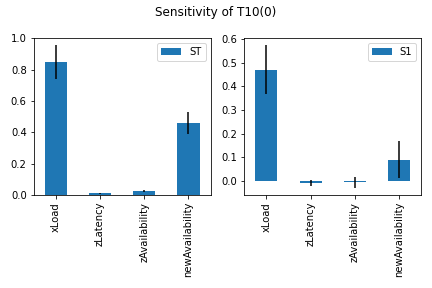 Sensitivity of T10(0)
1.0
0.8
0.6
0.4
0.2
0.0
ST
xLoad
zLatency
zAvailability
newAvailability
0.6
0.5
0.4
0.3
0.2
0.1
0.0
S1
xLoad
zLatency
zAvailability
newAvailability